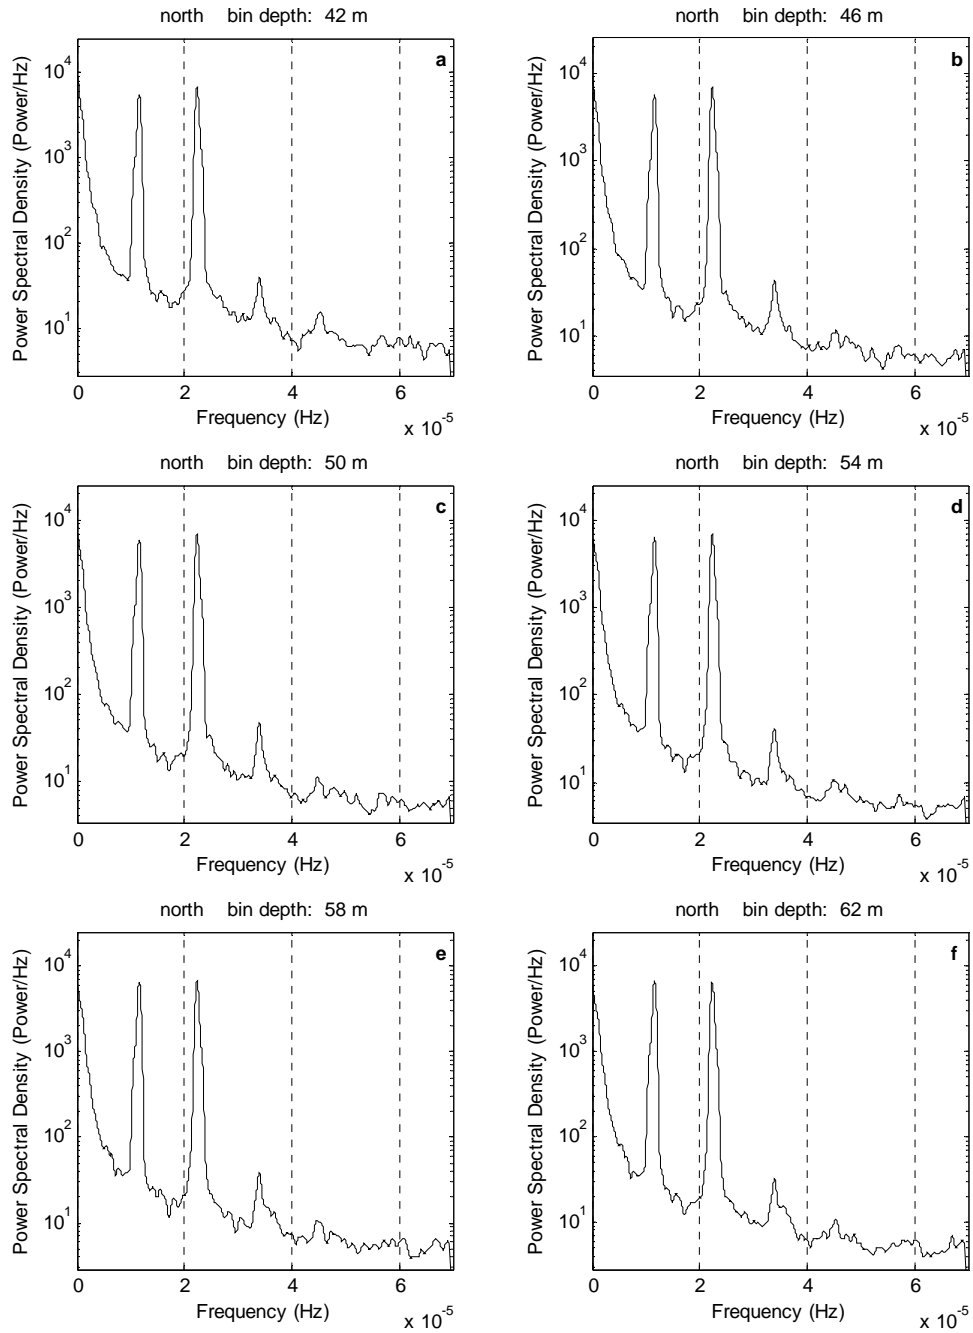 north bin depth: 42 m
a
Power Spectral Density (Power/Hz)
10^4
10^3
10^2
10^1
0 2 4 6
Frequency (Hz)
x 10^-5
north bin depth: 46 m
b
Power Spectral Density (Power/Hz)
10^4
10^3
10^2
10^1
0 2 4 6
Frequency (Hz)
x 10^-5
north bin depth: 50 m
c
Power Spectral Density (Power/Hz)
10^4
10^3
10^2
10^1
0 2 4 6
Frequency (Hz)
x 10^-5
north bin depth: 54 m
d
Power Spectral Density (Power/Hz)
10^4
10^3
10^2
10^1
0 2 4 6
Frequency (Hz)
x 10^-5
north bin depth: 58 m
e
Power Spectral Density (Power/Hz)
10^4
10^3
10^2
10^1
0 2 4 6
Frequency (Hz)
x 10^-5
north bin depth: 62 m
f
Power Spectral Density (Power/Hz)
10^4
10^3
10^2
10^1
0 2 4 6
Frequency (Hz)
x 10^-5